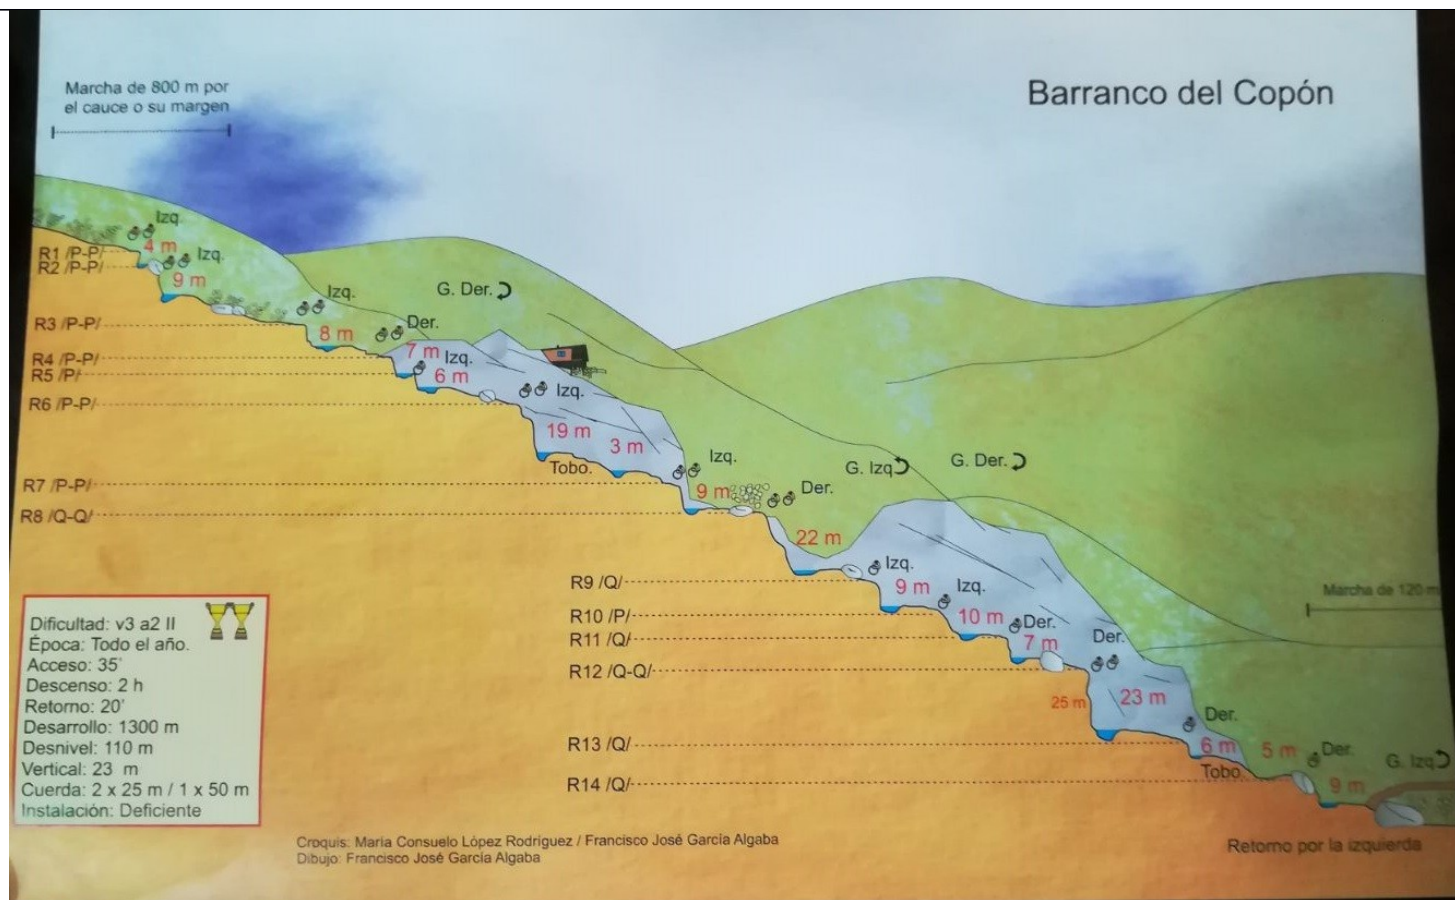 Marcha de 800 m por
el cauce o su margen
Barranco del Copón
Izq.
4 m
Izq.
9 m
R1 /P-P/
R2 /P-P/
Izq.
G. Der.
R3 /P-P/
8 m
Der.
R4 /P-P/
7 m
Izq.
R5 /P/
6 m
Izq.
R6 /P-P/
19 m
3 m
Tobo.
Izq.
G. Izq
G. Der.
R7 /P-P/
9 m
Der.
R8 /Q-Q/
22 m
Izq.
R9 /Q/
9 m
Izq.
Marcha de 120 m
R10 /P/
10 m
Der.
R11 /Q/
7 m
Der.
R12 /Q-Q/
25 m
23 m
Der.
R13 /Q/
6 m
5 m
Der.
G. Izq
Tobo.
R14 /Q/
9 m
Dificultad: v3 a2 II
Época: Todo el año.
Acceso: 35'
Descenso: 2 h
Retorno: 20'
Desarrollo: 1300 m
Desnivel: 110 m
Vertical: 23 m
Cuerda: 2 x 25 m / 1 x 50 m
Instalación: Deficiente
Croquis: María Consuelo López Rodríguez / Francisco José García Algaba
Dibujo: Francisco José García Algaba
Retorno por la izquierda